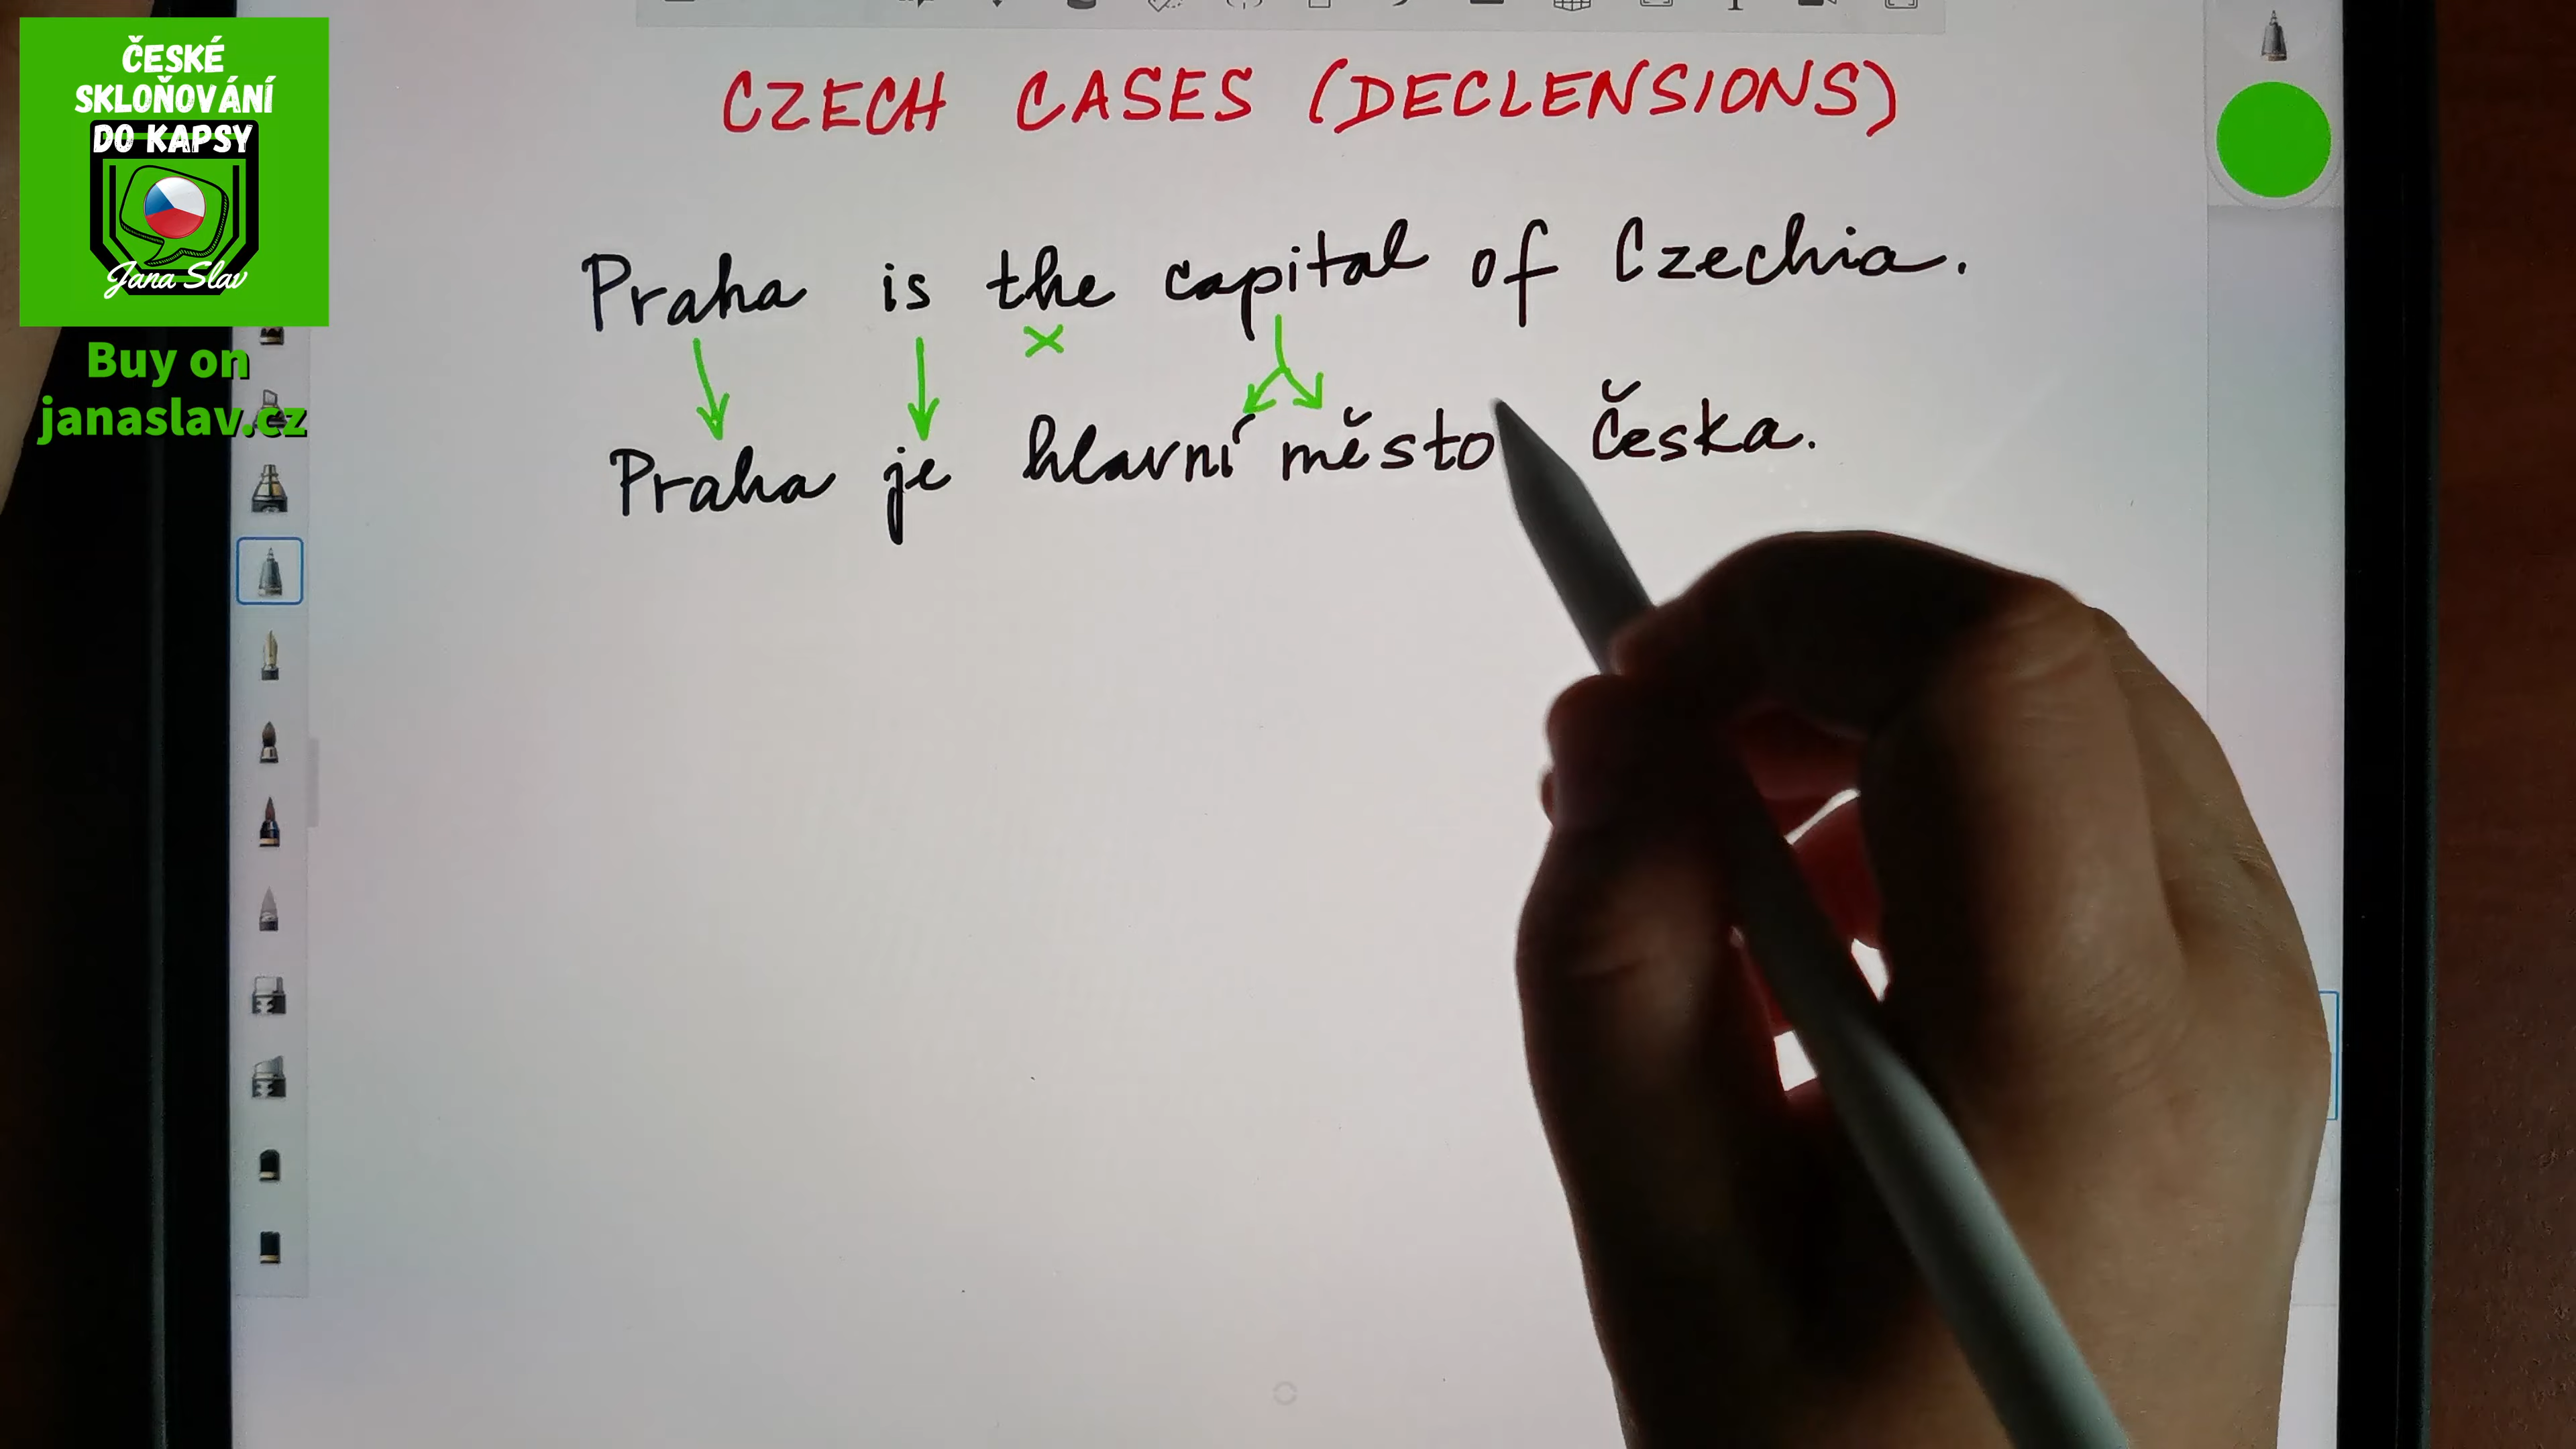 ČESKÉ
SKLOŇOVÁNÍ
DO KAPSY
Jana Slav
Buy on
janaslav.cz
CZECH CASES (DECLENSIONS)
Praha is the capital of Czechia.
x
Praha je hlavní město Česka.